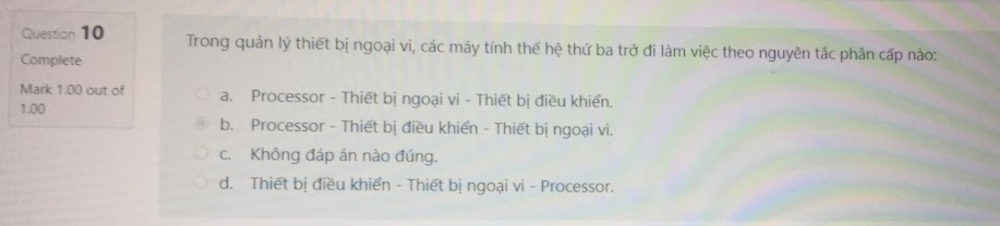 Question 10
Complete
Mark 1.00 out of
1.00
Trong quản lý thiết bị ngoại vi, các máy tính thế hệ thứ ba trở đi làm việc theo nguyên tắc phân cấp nào:
a. Processor - Thiết bị ngoại vi - Thiết bị điều khiển.
b. Processor - Thiết bị điều khiển - Thiết bị ngoại vi.
c. Không đáp án nào đúng.
d. Thiết bị điều khiển - Thiết bị ngoại vi - Processor.